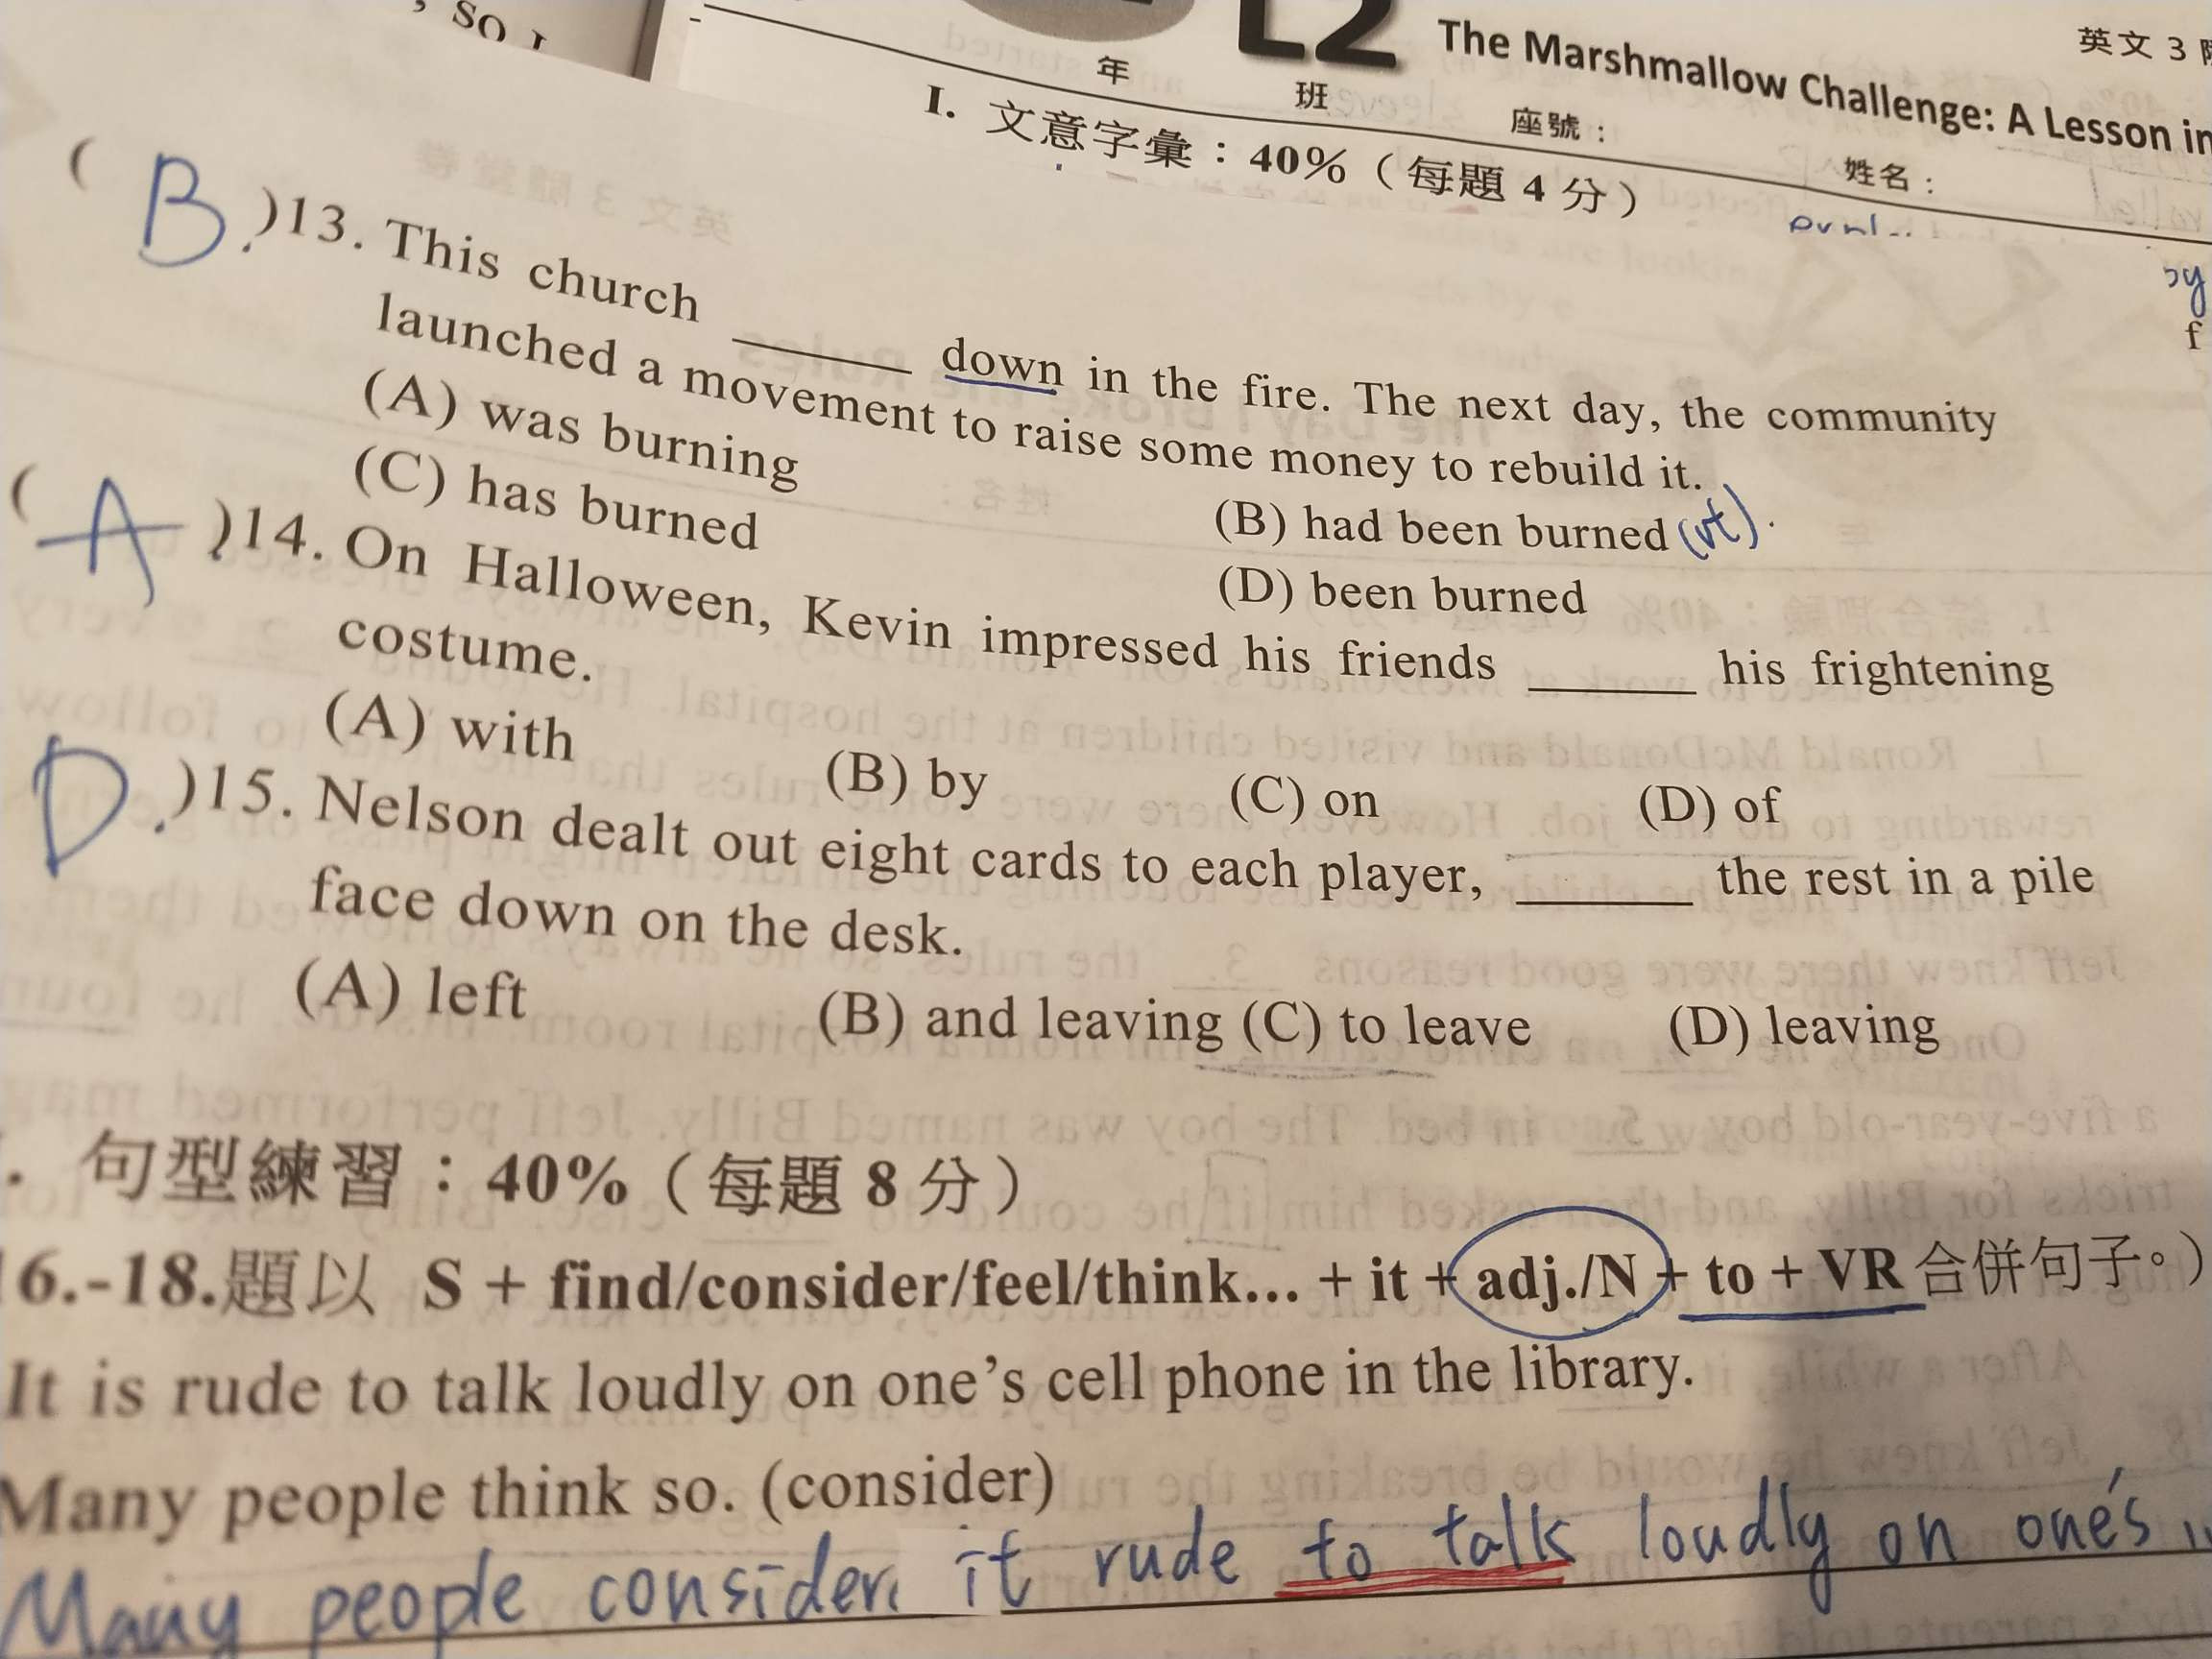 , so I
L2 The Marshmallow Challenge: A Lesson in
英文 3
年 班 座號： 姓名：
I. 文意字彙：40%（每題 4 分）
( B. )13. This church ______ down in the fire. The next day, the community
launched a movement to raise some money to rebuild it.
(A) was burning (B) had been burned (vt).
(C) has burned (D) been burned
( A )14. On Halloween, Kevin impressed his friends ______ his frightening
costume.
(A) with (B) by (C) on (D) of
D. )15. Nelson dealt out eight cards to each player, ______ the rest in a pile
face down on the desk.
(A) left (B) and leaving (C) to leave (D) leaving
. 句型練習：40%（每題 8 分）
6.-18.題以 S + find/consider/feel/think... + it + adj./N + to + VR 合併句子。）
It is rude to talk loudly on one's cell phone in the library.
Many people think so. (consider)
Many people consider it rude to talk loudly on one's